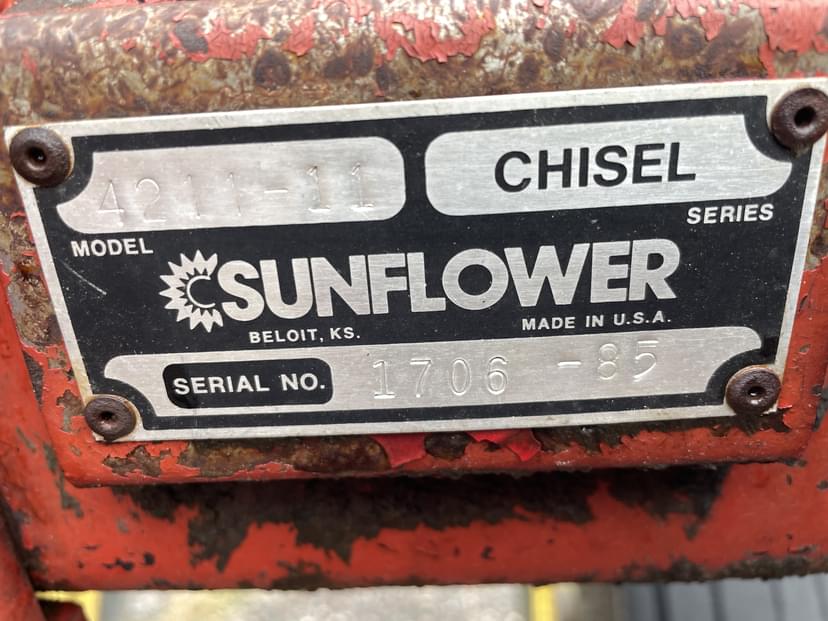 4211-11
CHISEL
MODEL
SERIES
SUNFLOWER
BELOIT, KS.
MADE IN U.S.A.
SERIAL NO. 1706 -85